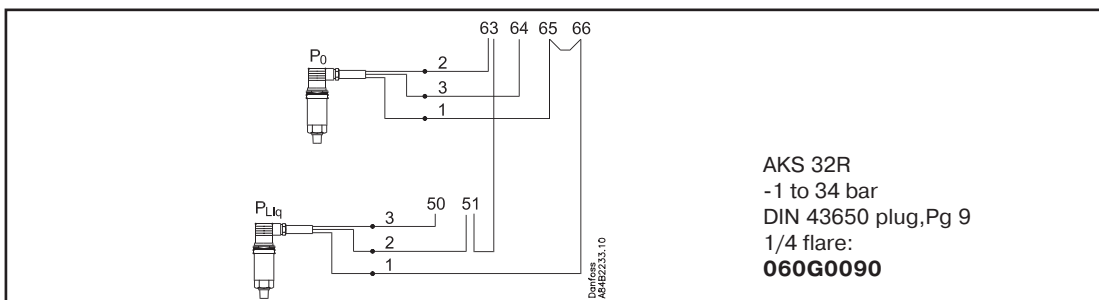 63 64 65 66
P0
2
3
1
PLiq
50 51
3
2
1
Danfoss
A84B2233.10
AKS 32R
-1 to 34 bar
DIN 43650 plug,Pg 9
1/4 flare:
060G0090